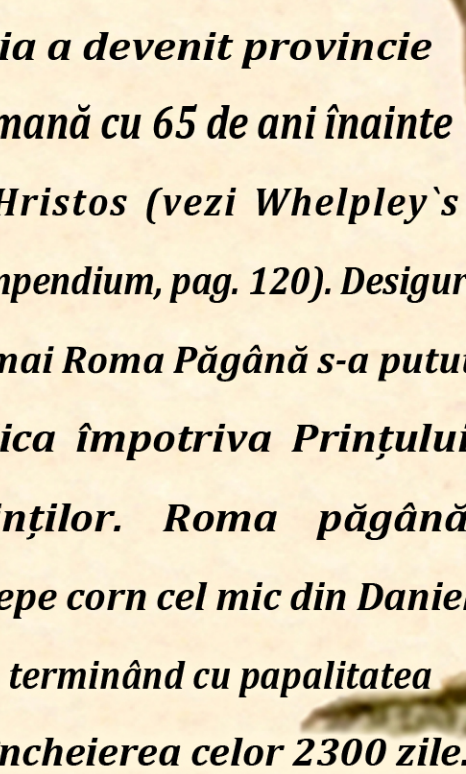 ia a devenit provincie
mană cu 65 de ani înainte
Hristos (vezi Whelpley`s
npendium, pag. 120). Desigur
mai Roma Păgână s-a putut
ica împotriva Prințului
nților. Roma păgână
epe corn cel mic din Daniel
terminând cu papalitatea
ncheierea celor 2300 zile.